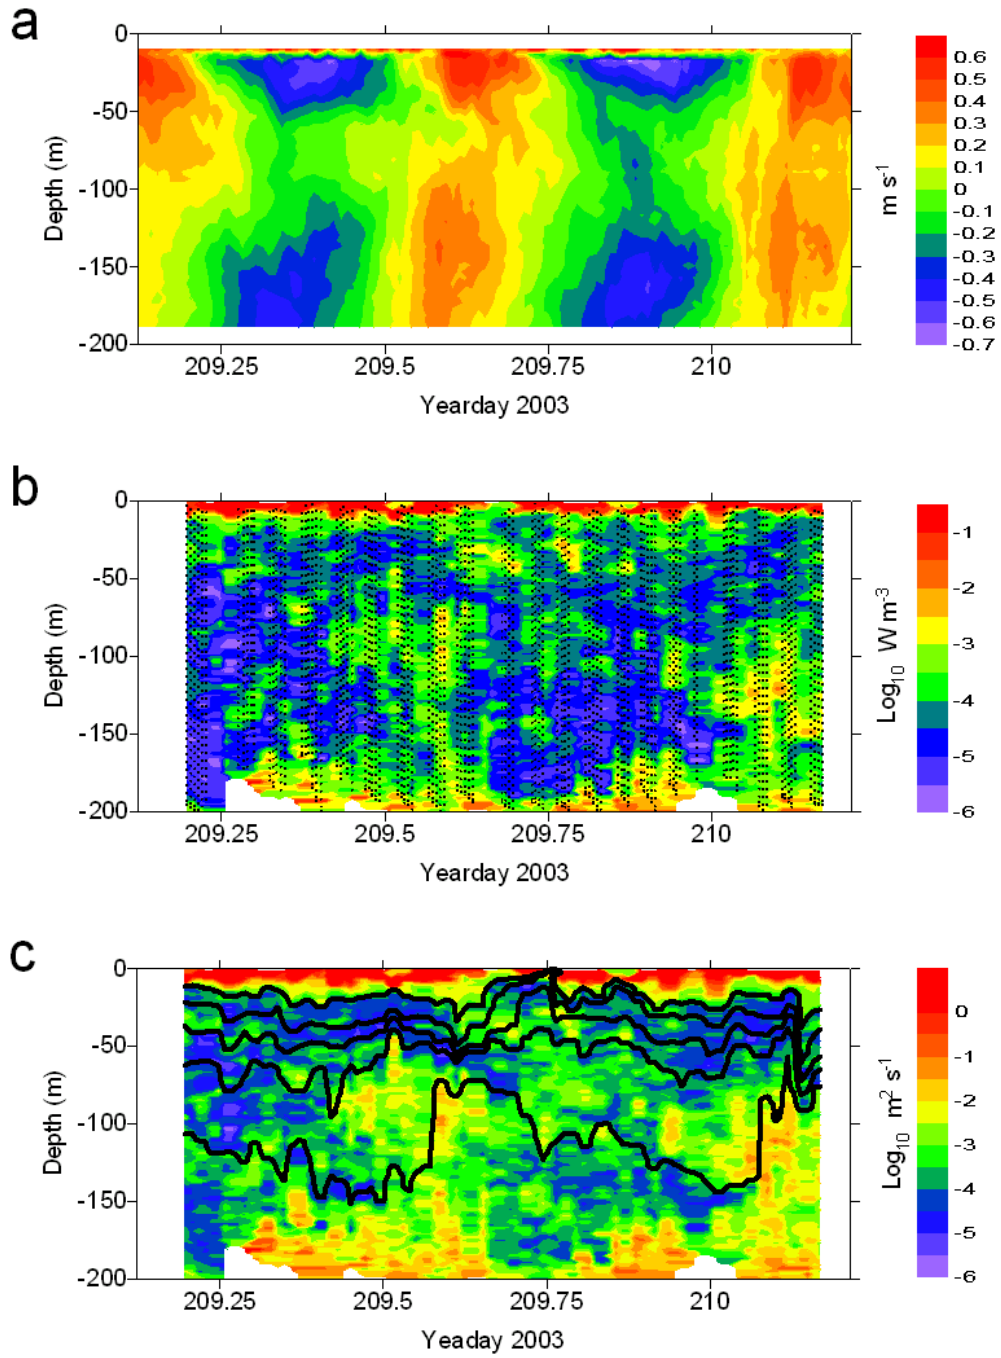 a
0
-50
-100
-150
-200
Depth (m)
209.25 209.5 209.75 210
Yearday 2003
0.6
0.5
0.4
0.3
0.2
0.1
0
-0.1
-0.2
-0.3
-0.4
-0.5
-0.6
-0.7
m s-1
b
0
-50
-100
-150
-200
Depth (m)
209.25 209.5 209.75 210
Yearday 2003
-1
-2
-3
-4
-5
-6
Log10 W m-3
c
0
-50
-100
-150
-200
Depth (m)
209.25 209.5 209.75 210
Yeaday 2003
0
-1
-2
-3
-4
-5
-6
Log10 m2 s-1